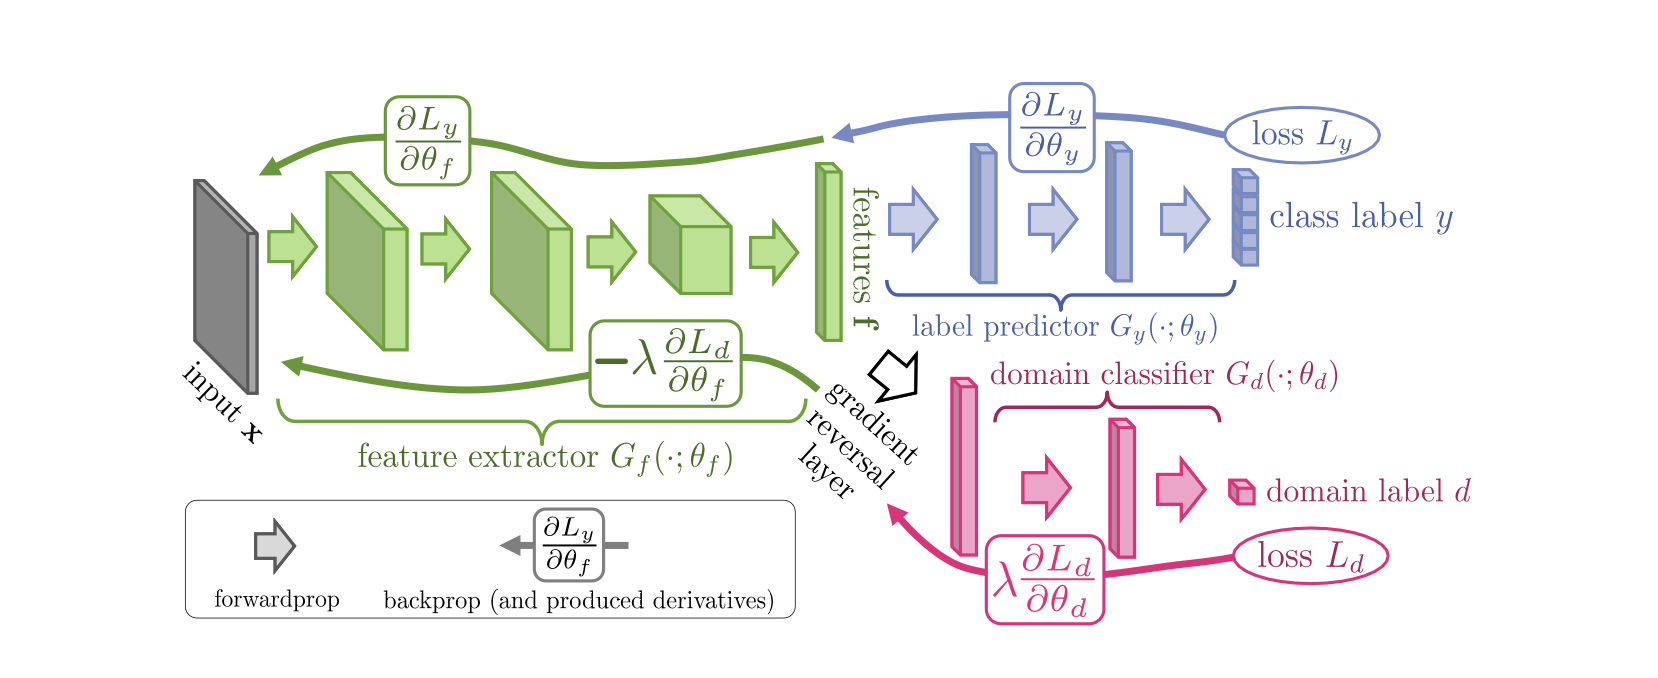 ∂L_y/∂θ_f
∂L_y/∂θ_y
loss L_y
features f
class label y
label predictor G_y(·; θ_y)
−λ ∂L_d/∂θ_f
input x
feature extractor G_f(·; θ_f)
gradient
reversal
layer
domain classifier G_d(·; θ_d)
domain label d
λ ∂L_d/∂θ_d
loss L_d
∂L_y/∂θ_f
forwardprop
backprop (and produced derivatives)